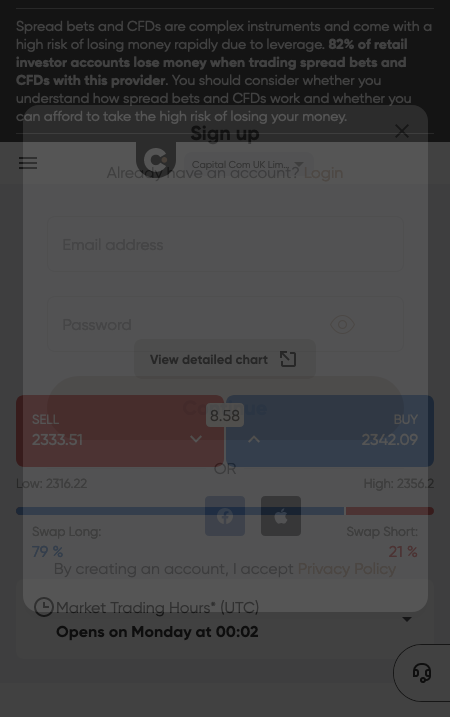 Spread bets and CFDs are complex instruments and come with a
high risk of losing money rapidly due to leverage. 82% of retail
investor accounts lose money when trading spread bets and
CFDs with this provider. You should consider whether you
understand how spread bets and CFDs work and whether you
can afford to take the high risk of losing your money.
Sign up
Capital Com UK Lim...
Already have an account? Login
Email address
Password
View detailed chart
SELL
2333.51
8.58
BUY
2342.09
OR
Low: 2316.22
High: 2356.2
Swap Long:
79 %
Swap Short:
21 %
By creating an account, I accept Privacy Policy
Market Trading Hours* (UTC)
Opens on Monday at 00:02